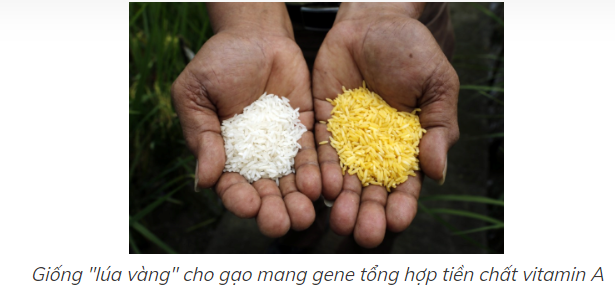 Giống "lúa vàng" cho gạo mang gene tổng hợp tiền chất vitamin A